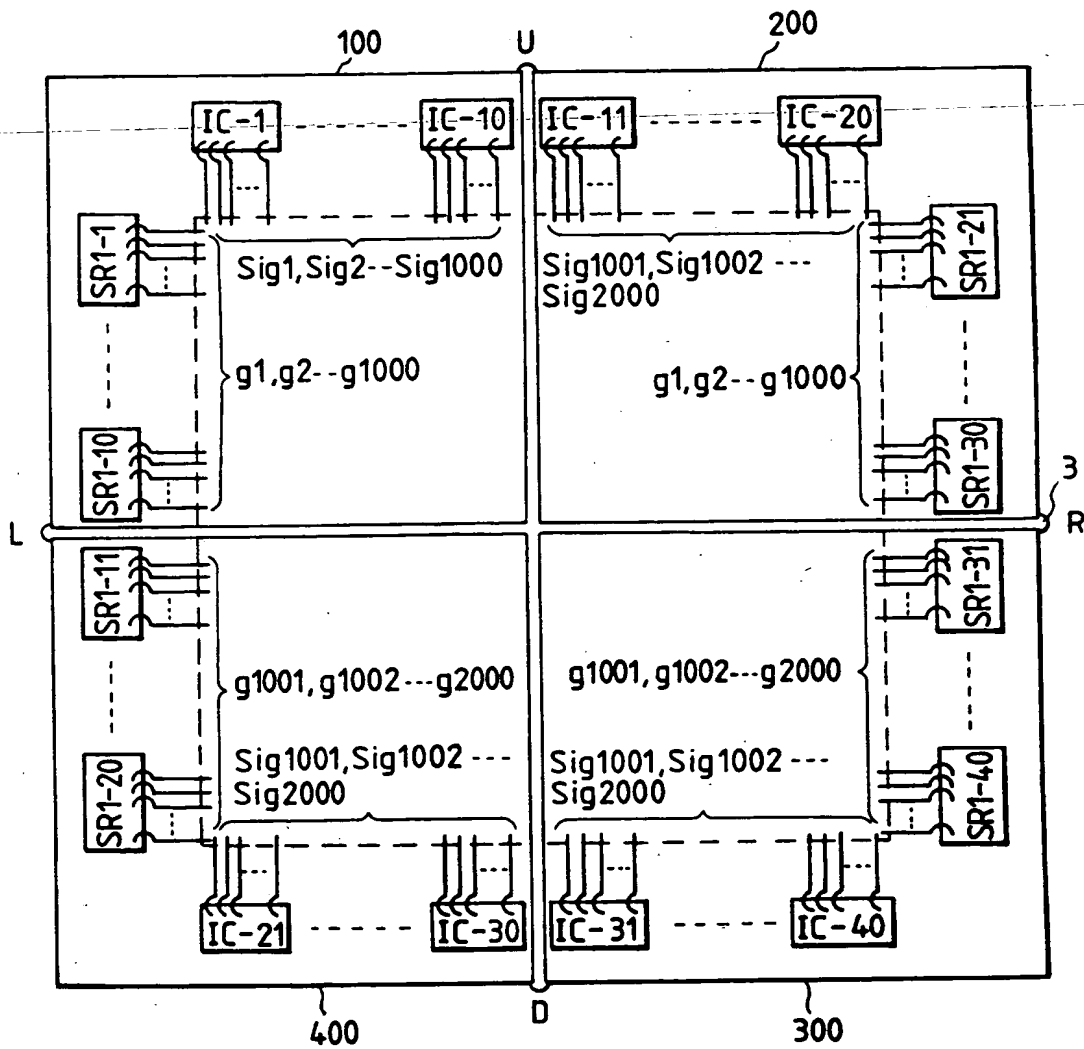 100
U
200
IC-1
IC-10
IC-11
IC-20
SR1-1
Sig1,Sig2--Sig1000
Sig1001,Sig1002 ---
Sig2000
SR1-21
g1,g2--g1000
g1,g2--g1000
SR1-10
SR1-30
3
L
R
SR1-11
SR1-31
g1001,g1002---g2000
g1001,g1002---g2000
SR1-20
Sig1001,Sig1002 ---
Sig2000
Sig1001,Sig1002 ---
Sig2000
SR1-40
IC-21
IC-30
IC-31
IC-40
400
D
300